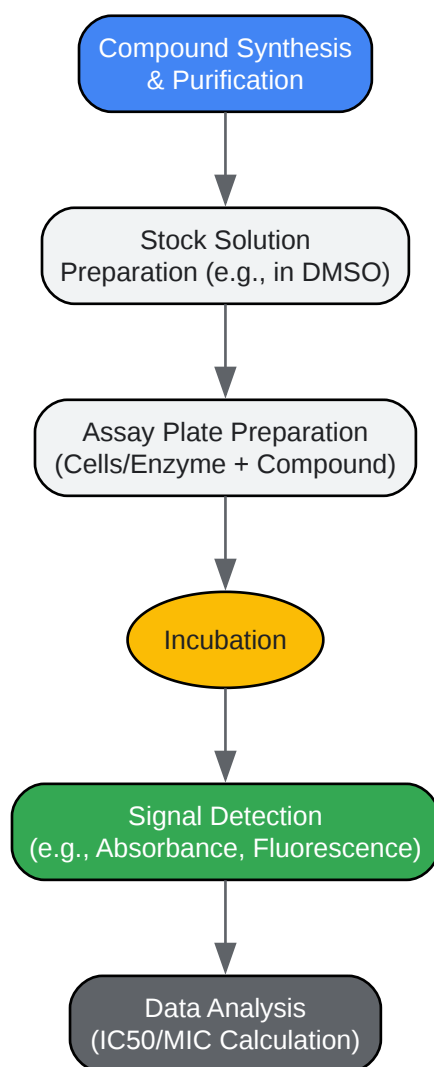 Compound Synthesis
& Purification
Stock Solution
Preparation (e.g., in DMSO)
Assay Plate Preparation
(Cells/Enzyme + Compound)
Incubation
Signal Detection
(e.g., Absorbance, Fluorescence)
Data Analysis
(IC50/MIC Calculation)